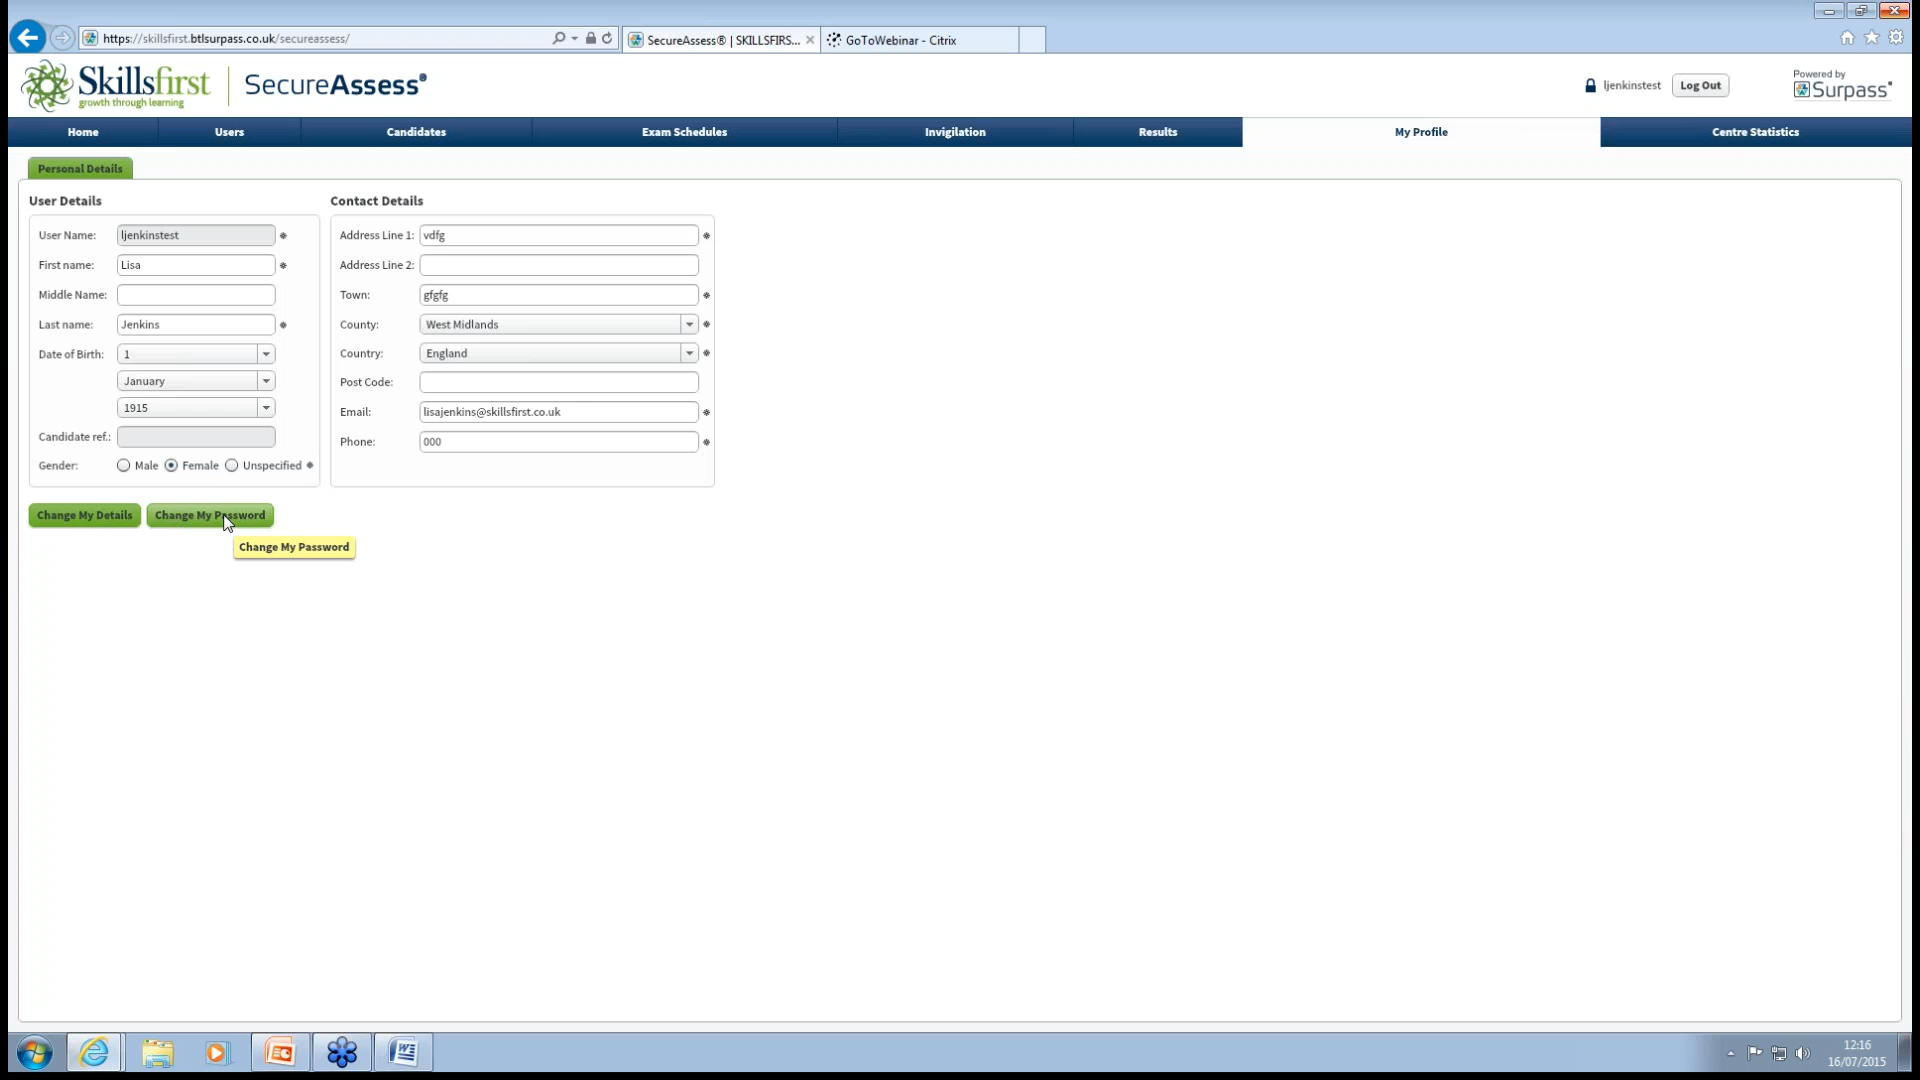 https://skillsfirst.btlsurpass.co.uk/secureassess/
SecureAssess® | SKILLSFIRS...
GoToWebinar - Citrix
Skillsfirst
growth through learning
SecureAssess®
ljenkinstest
Log Out
Powered by
Surpass
Home
Users
Candidates
Exam Schedules
Invigilation
Results
My Profile
Centre Statistics
Personal Details
User Details
User Name: ljenkinstest
First name: Lisa
Middle Name:
Last name: Jenkins
Date of Birth: 1
January
1915
Candidate ref.:
Gender: Male Female Unspecified
Contact Details
Address Line 1: vdfg
Address Line 2:
Town: gfgfg
County: West Midlands
Country: England
Post Code:
Email: lisajenkins@skillsfirst.co.uk
Phone: 000
Change My Details
Change My Password
Change My Password
12:16
16/07/2015